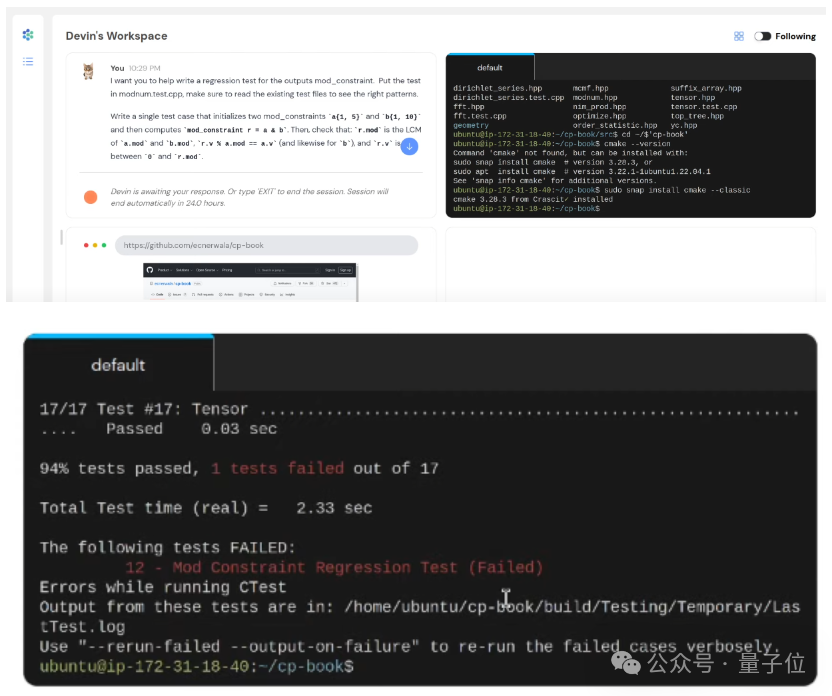 Devin's Workspace
Following
You 10:29 PM
I want you to help write a regression test for the outputs mod_constraint. Put the test
in modnum.test.cpp, make sure to read the existing test files to see the right patterns.
Write a single test case that initializes two mod_constraints `a{1, 5}` and `b{1, 10}`
and then computes `mod_constraint r = a & b`. Then, check that: `r.mod` is the LCM
of `a.mod` and `b.mod`, `r.v % a.mod == a.v` (and likewise for `b`), and `r.v` is
between `0` and `r.mod`.
Devin is awaiting your response. Or type 'EXIT' to end the session. Session
will end automatically in 24.0 hours.
https://github.com/ecnerwala/cp-book
default
dirichlet_series.hpp mcmf.hpp suffix_array.hpp
dirichlet_series.test.cpp modnum.hpp tensor.hpp
fft.hpp nim_prod.hpp tensor.test.cpp
fft.test.cpp optimize.hpp top_tree.hpp
geometry order_statistic.hpp yc.hpp
ubuntu@ip-172-31-18-40:~/cp-book/src$ cd ~/$'cp-book'
ubuntu@ip-172-31-18-40:~/cp-book$ cmake --version
Command 'cmake' not found, but can be installed with:
sudo snap install cmake # version 3.28.3, or
sudo apt install cmake # version 3.22.1-1ubuntu1.22.04.1
See 'snap info cmake' for additional versions.
ubuntu@ip-172-31-18-40:~/cp-book$ sudo snap install cmake --classic
cmake 3.28.3 from Crascit✓ installed
ubuntu@ip-172-31-18-40:~/cp-book$
default
17/17 Test #17: Tensor ........................................................
.... Passed 0.03 sec
94% tests passed, 1 tests failed out of 17
Total Test time (real) = 2.33 sec
The following tests FAILED:
12 - Mod Constraint Regression Test (Failed)
Errors while running CTest
Output from these tests are in: /home/ubuntu/cp-book/build/Testing/Temporary/Las
tTest.log
Use "--rerun-failed --output-on-failure" to re-run the failed cases verbosely.
ubuntu@ip-172-31-18-40:~/cp-book$
公众号 · 量子位